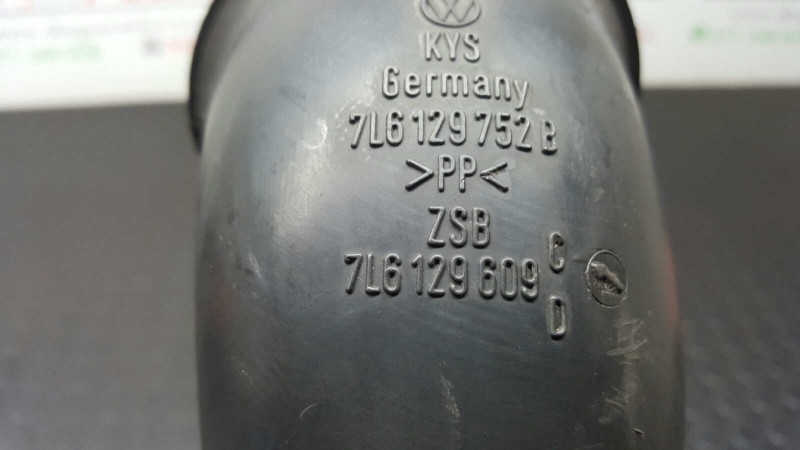 KYS
Germany
7L6 129 752 B
>PP<
ZSB
7L6 129 609 C
D